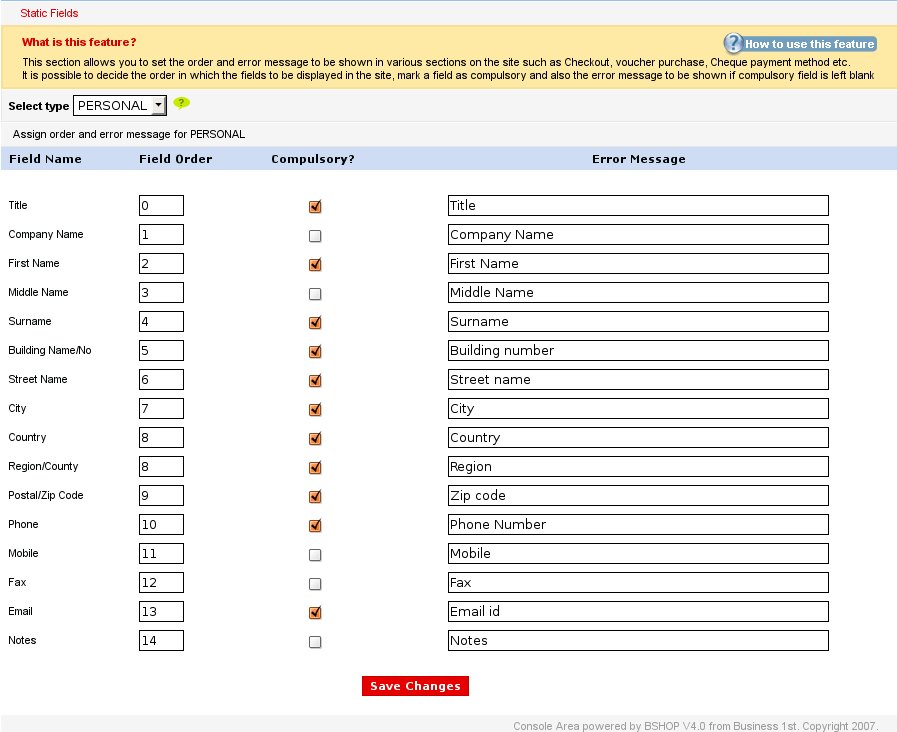 Static Fields
What is this feature?
? How to use this feature
This section allows you to set the order and error message to be shown in various sections on the site such as Checkout, voucher purchase, Cheque payment method etc.
It is possible to decide the order in which the fields to be displayed in the site, mark a field as compulsory and also the error message to be shown if compulsory field is left blank
Select type PERSONAL ?
Assign order and error message for PERSONAL
Field Name Field Order Compulsory? Error Message
Title 0 Title
Company Name 1 Company Name
First Name 2 First Name
Middle Name 3 Middle Name
Surname 4 Surname
Building Name/No 5 Building number
Street Name 6 Street name
City 7 City
Country 8 Country
Region/County 8 Region
Postal/Zip Code 9 Zip code
Phone 10 Phone Number
Mobile 11 Mobile
Fax 12 Fax
Email 13 Email id
Notes 14 Notes
Save Changes
Console Area powered by BSHOP V4.0 from Business 1st. Copyright 2007.